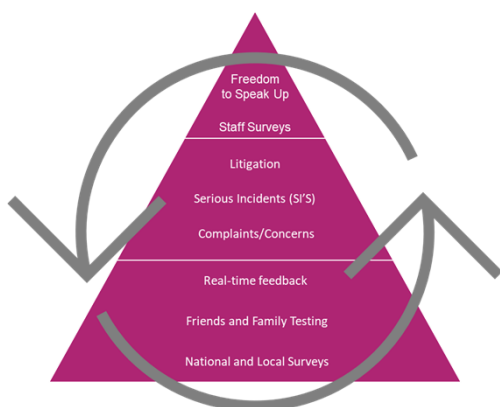 Freedom
to Speak Up
Staff Surveys
Litigation
Serious Incidents (SI'S)
Complaints/Concerns
Real-time feedback
Friends and Family Testing
National and Local Surveys